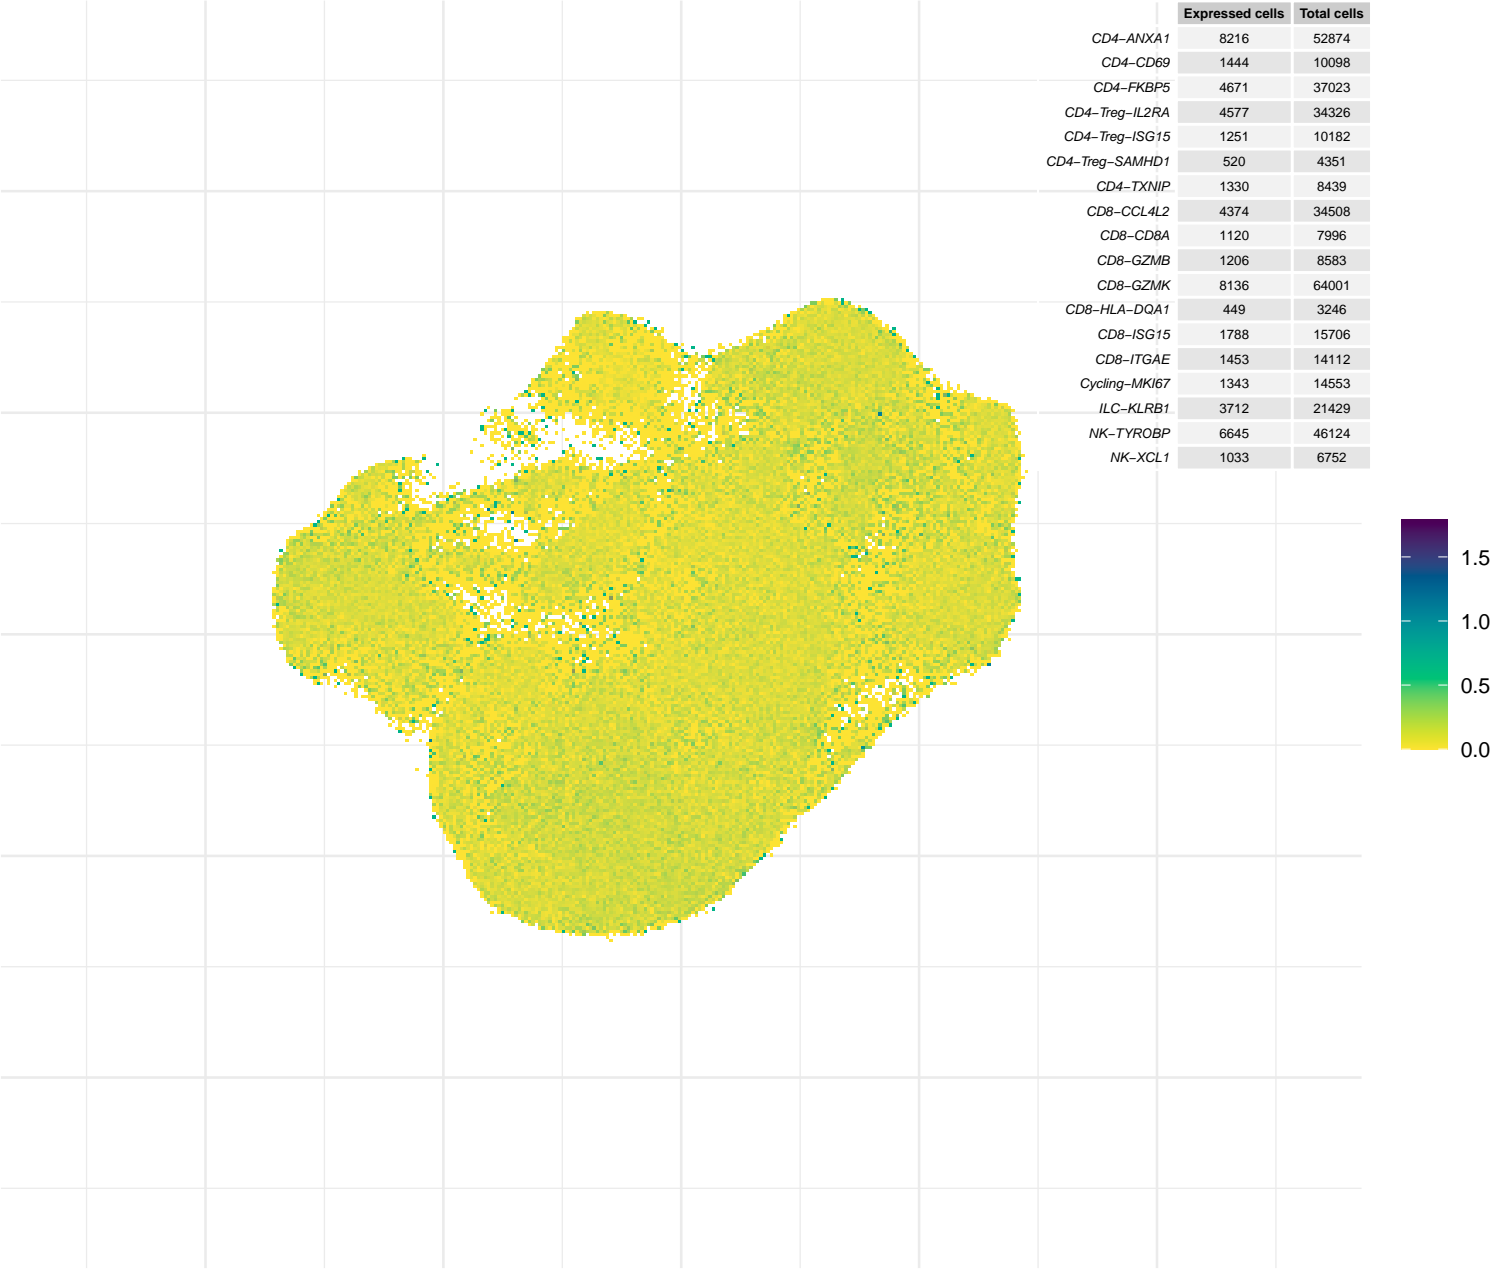 Expressed cells Total cells
CD4−ANXA1 8216 52874
CD4−CD69 1444 10098
CD4−FKBP5 4671 37023
CD4−Treg−IL2RA 4577 34326
CD4−Treg−ISG15 1251 10182
CD4−Treg−SAMHD1 520 4351
CD4−TXNIP 1330 8439
CD8−CCL4L2 4374 34508
CD8−CD8A 1120 7996
CD8−GZMB 1206 8583
CD8−GZMK 8136 64001
CD8−HLA−DQA1 449 3246
CD8−ISG15 1788 15706
CD8−ITGAE 1453 14112
Cycling−MKI67 1343 14553
ILC−KLRB1 3712 21429
NK−TYROBP 6645 46124
NK−XCL1 1033 6752
1.5
1.0
0.5
0.0